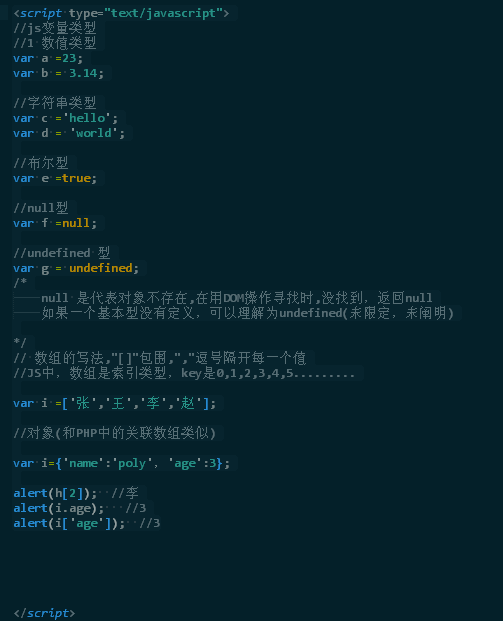 <script type="text/javascript">
//js变量类型
//1 数值类型
var a =23;
var b = 3.14;
//字符串类型
var c ='hello';
var d = 'world';
//布尔型
var e =true;
//null型
var f =null;
//undefined 型
var g = undefined;
/*
null 是代表对象不存在,在用DOM操作寻找时,没找到，返回null
如果一个基本型没有定义，可以理解为undefined(未限定，未阐明)
*/
// 数组的写法,"[]"包围,","逗号隔开每一个值
//JS中，数组是索引类型，key是0,1,2,3,4,5.........
var i =['张','王','李','赵'];
//对象(和PHP中的关联数组类似)
var i={'name':'poly'，'age':3};
alert(h[2]); //李
alert(i.age); //3
alert(i['age']); //3
</script>